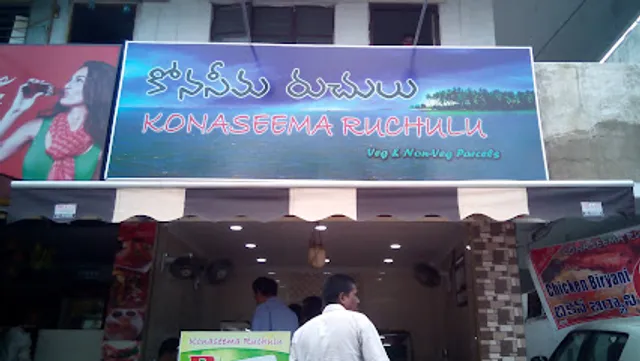 కోనసీమ రుచులు
KONASEEMA RUCHULU
Veg & Non-Veg Parcels
Chicken Biryani
చికెన్ బిర్యానీ
Konaseema Ruchulu